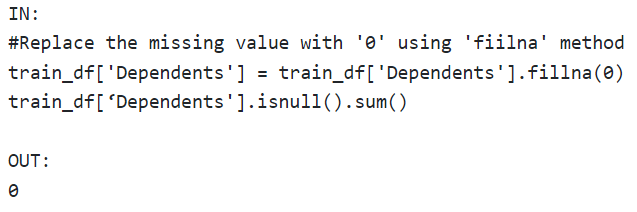 IN:
#Replace the missing value with '0' using 'fiilna' method
train_df['Dependents'] = train_df['Dependents'].fillna(0)
train_df[‘Dependents'].isnull().sum()
OUT:
0